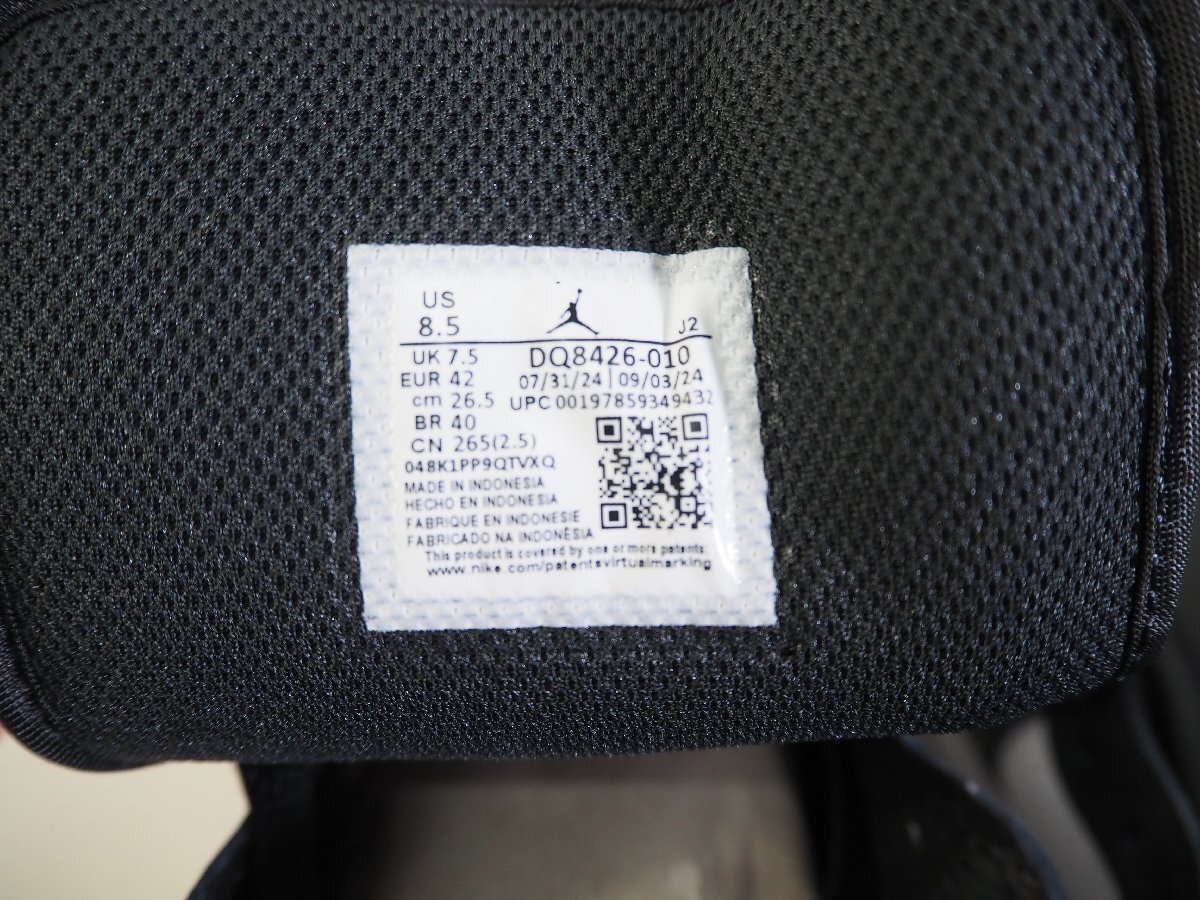 US
8.5
J2
UK 7.5
DQ8426-010
EUR 42
07/31/24 | 09/03/24
cm 26.5
UPC 00197859349432
BR 40
CN 265(2.5)
048K1PP9QTVXQ
MADE IN INDONESIA
HECHO EN INDONESIA
FABRIQUE EN INDONESIE
FABRICADO NA INDONÉSIA
This product is covered by one or more patents:
www.nike.com/patentsvirtualmarking